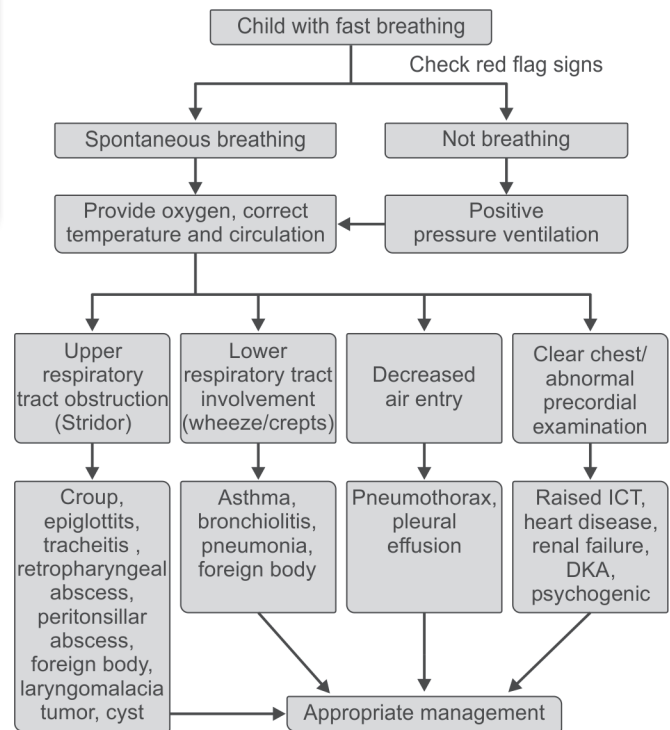 Child with fast breathing
Check red flag signs
Spontaneous breathing
Not breathing
Provide oxygen, correct
temperature and circulation
Positive
pressure ventilation
Upper
respiratory
tract obstruction
(Stridor)
Lower
respiratory tract
involvement
(wheeze/crepts)
Decreased
air entry
Clear chest/
abnormal
precordial
examination
Croup,
epiglottits,
tracheitis ,
retropharyngeal
abscess,
peritonsillar
abscess,
foreign body,
laryngomalacia
tumor, cyst
Asthma,
bronchiolitis,
pneumonia,
foreign body
Pneumothorax,
pleural
effusion
Raised ICT,
heart disease,
renal failure,
DKA,
psychogenic
Appropriate management